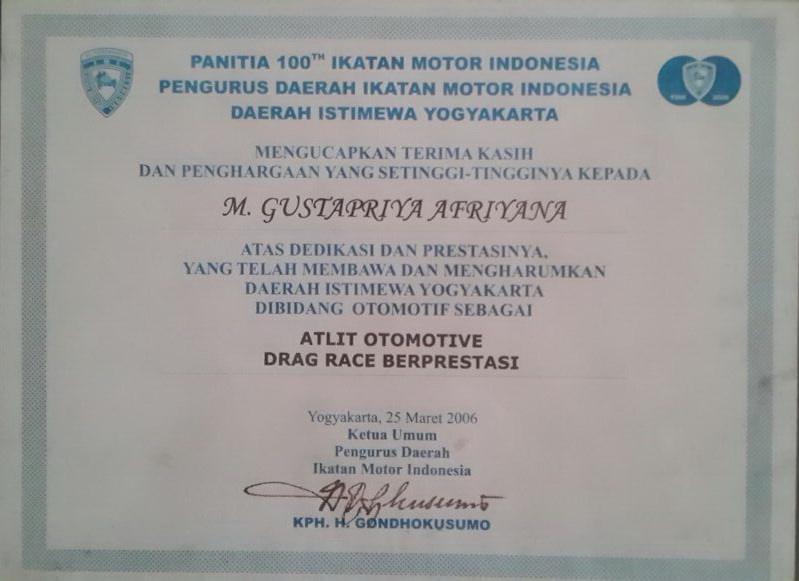 PANITIA 100TH IKATAN MOTOR INDONESIA
PENGURUS DAERAH IKATAN MOTOR INDONESIA
DAERAH ISTIMEWA YOGYAKARTA
MENGUCAPKAN TERIMA KASIH
DAN PENGHARGAAN YANG SETINGGI-TINGGINYA KEPADA
M. GUSTAPRIYA AFRIYANA
ATAS DEDIKASI DAN PRESTASINYA,
YANG TELAH MEMBAWA DAN MENGHARUMKAN
DAERAH ISTIMEWA YOGYAKARTA
DIBIDANG OTOMOTIF SEBAGAI
ATLIT OTOMOTIVE
DRAG RACE BERPRESTASI
Yogyakarta, 25 Maret 2006
Ketua Umum
Pengurus Daerah
Ikatan Motor Indonesia
KPH. H. GONDHOKUSUMO